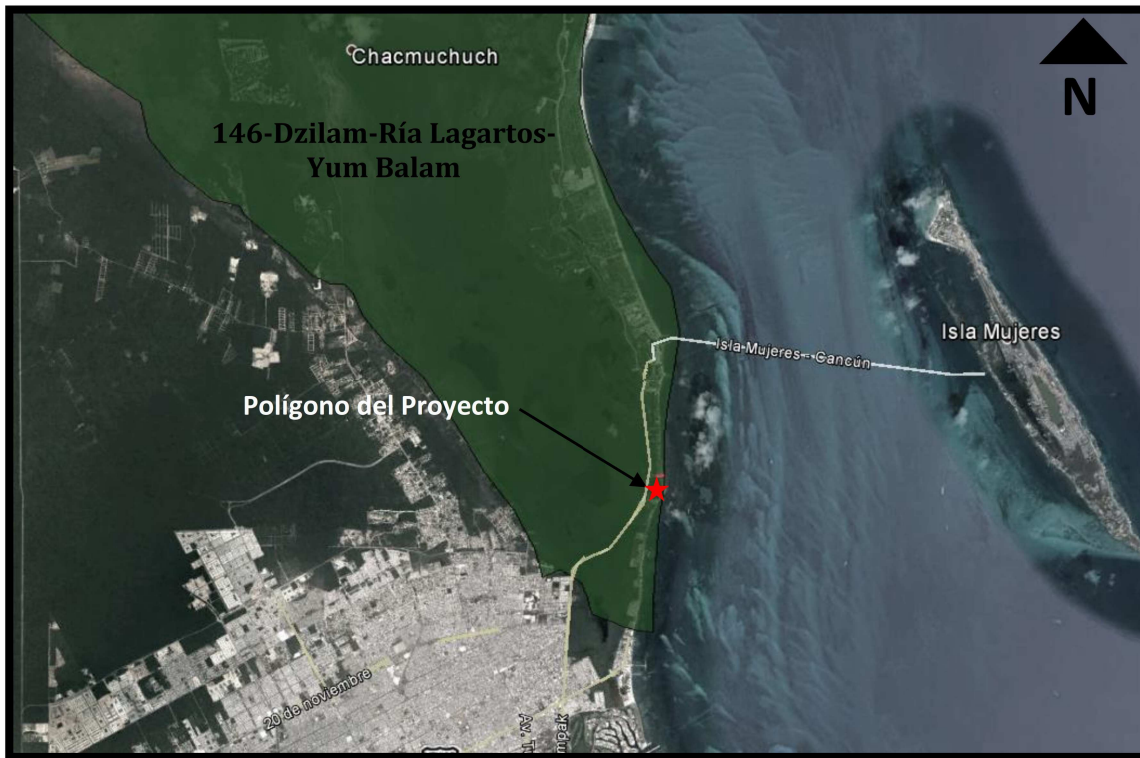 Chacmuchuch
N
146-Dzilam-Ría Lagartos-
Yum Balam
Isla Mujeres
Isla Mujeres - Cancún
Polígono del Proyecto
20 de noviembre
Av. T
mpak